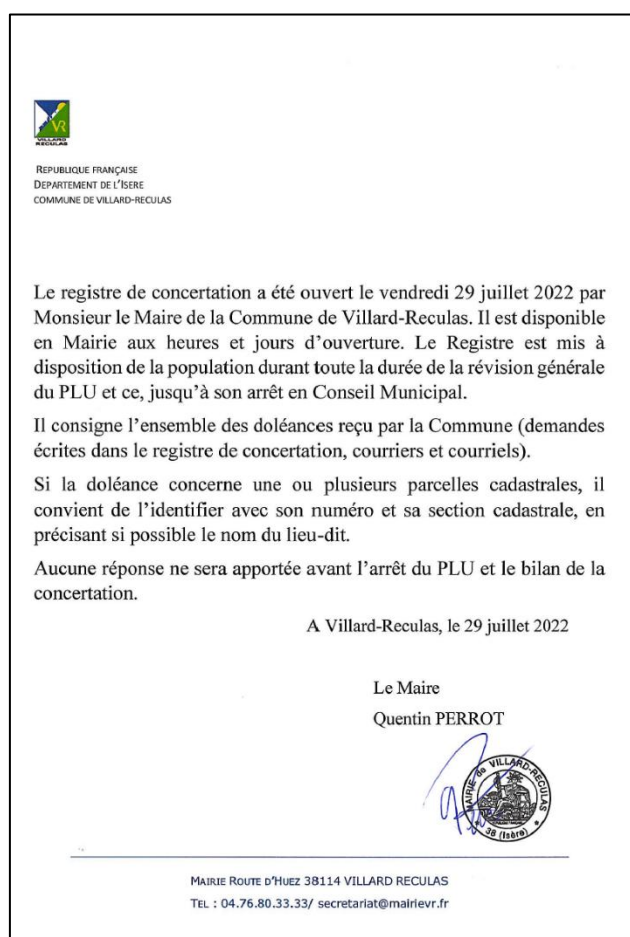 VR
VILLARD
RECULAS
REPUBLIQUE FRANÇAISE
DEPARTEMENT DE L'ISERE
COMMUNE DE VILLARD-RECULAS
Le registre de concertation a été ouvert le vendredi 29 juillet 2022 par
Monsieur le Maire de la Commune de Villard-Reculas. Il est disponible
en Mairie aux heures et jours d'ouverture. Le Registre est mis à
disposition de la population durant toute la durée de la révision générale
du PLU et ce, jusqu'à son arrêt en Conseil Municipal.
Il consigne l'ensemble des doléances reçu par la Commune (demandes
écrites dans le registre de concertation, courriers et courriels).
Si la doléance concerne une ou plusieurs parcelles cadastrales, il
convient de l'identifier avec son numéro et sa section cadastrale, en
précisant si possible le nom du lieu-dit.
Aucune réponse ne sera apportée avant l'arrêt du PLU et le bilan de la
concertation.
A Villard-Reculas, le 29 juillet 2022
Le Maire
Quentin PERROT
MAIRIE de VILLARD-RECULAS
* 38 (Isère) *
MAIRIE ROUTE D'HUEZ 38114 VILLARD RECULAS
TEL : 04.76.80.33.33/ secretariat@mairievr.fr